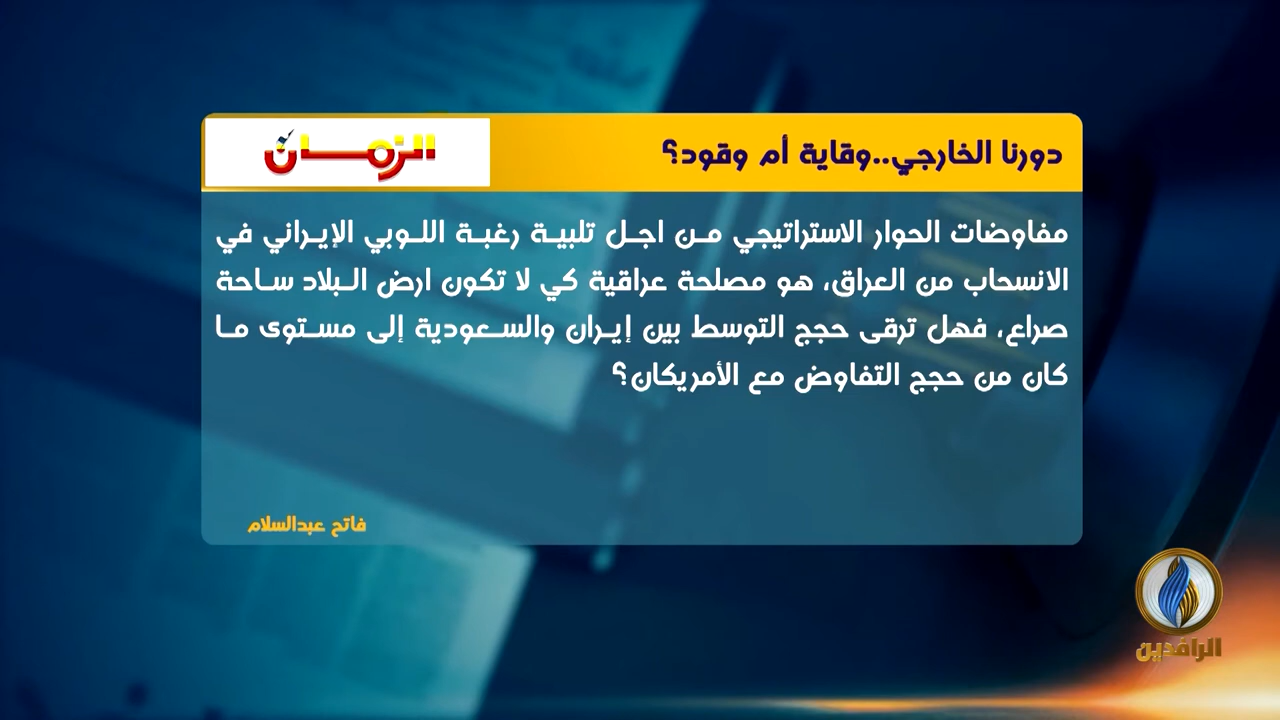 الزمان
دورنا الخارجي..وقاية أم وقود؟
مفاوضات الحوار الاستراتيجي من اجل تلبية رغبة اللوبي الإيراني في
الانسحاب من العراق، هو مصلحة عراقية كي لا تكون ارض البلاد ساحة
صراع، فهل ترقى حجج التوسط بين إيران والسعودية إلى مستوى ما
كان من حجج التفاوض مع الأمريكان؟
فاتح عبدالسلام
الرافدين